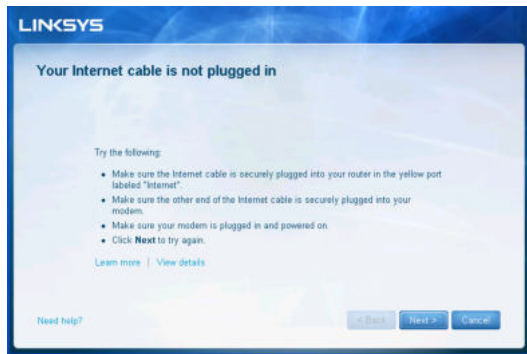 LINKSYS
Your Internet cable is not plugged in
Try the following:
• Make sure the Internet cable is securely plugged into your router in the yellow port
labeled "Internet".
• Make sure the other end of the Internet cable is securely plugged into your
modem.
• Make sure your modem is plugged in and powered on.
• Click Next to try again.
Learn more | View details
Need help? < Back Next > Cancel